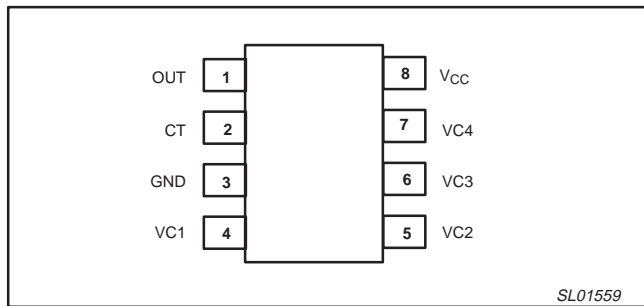 OUT 1 8 VCC
CT 2 7 VC4
GND 3 6 VC3
VC1 4 5 VC2
SL01559